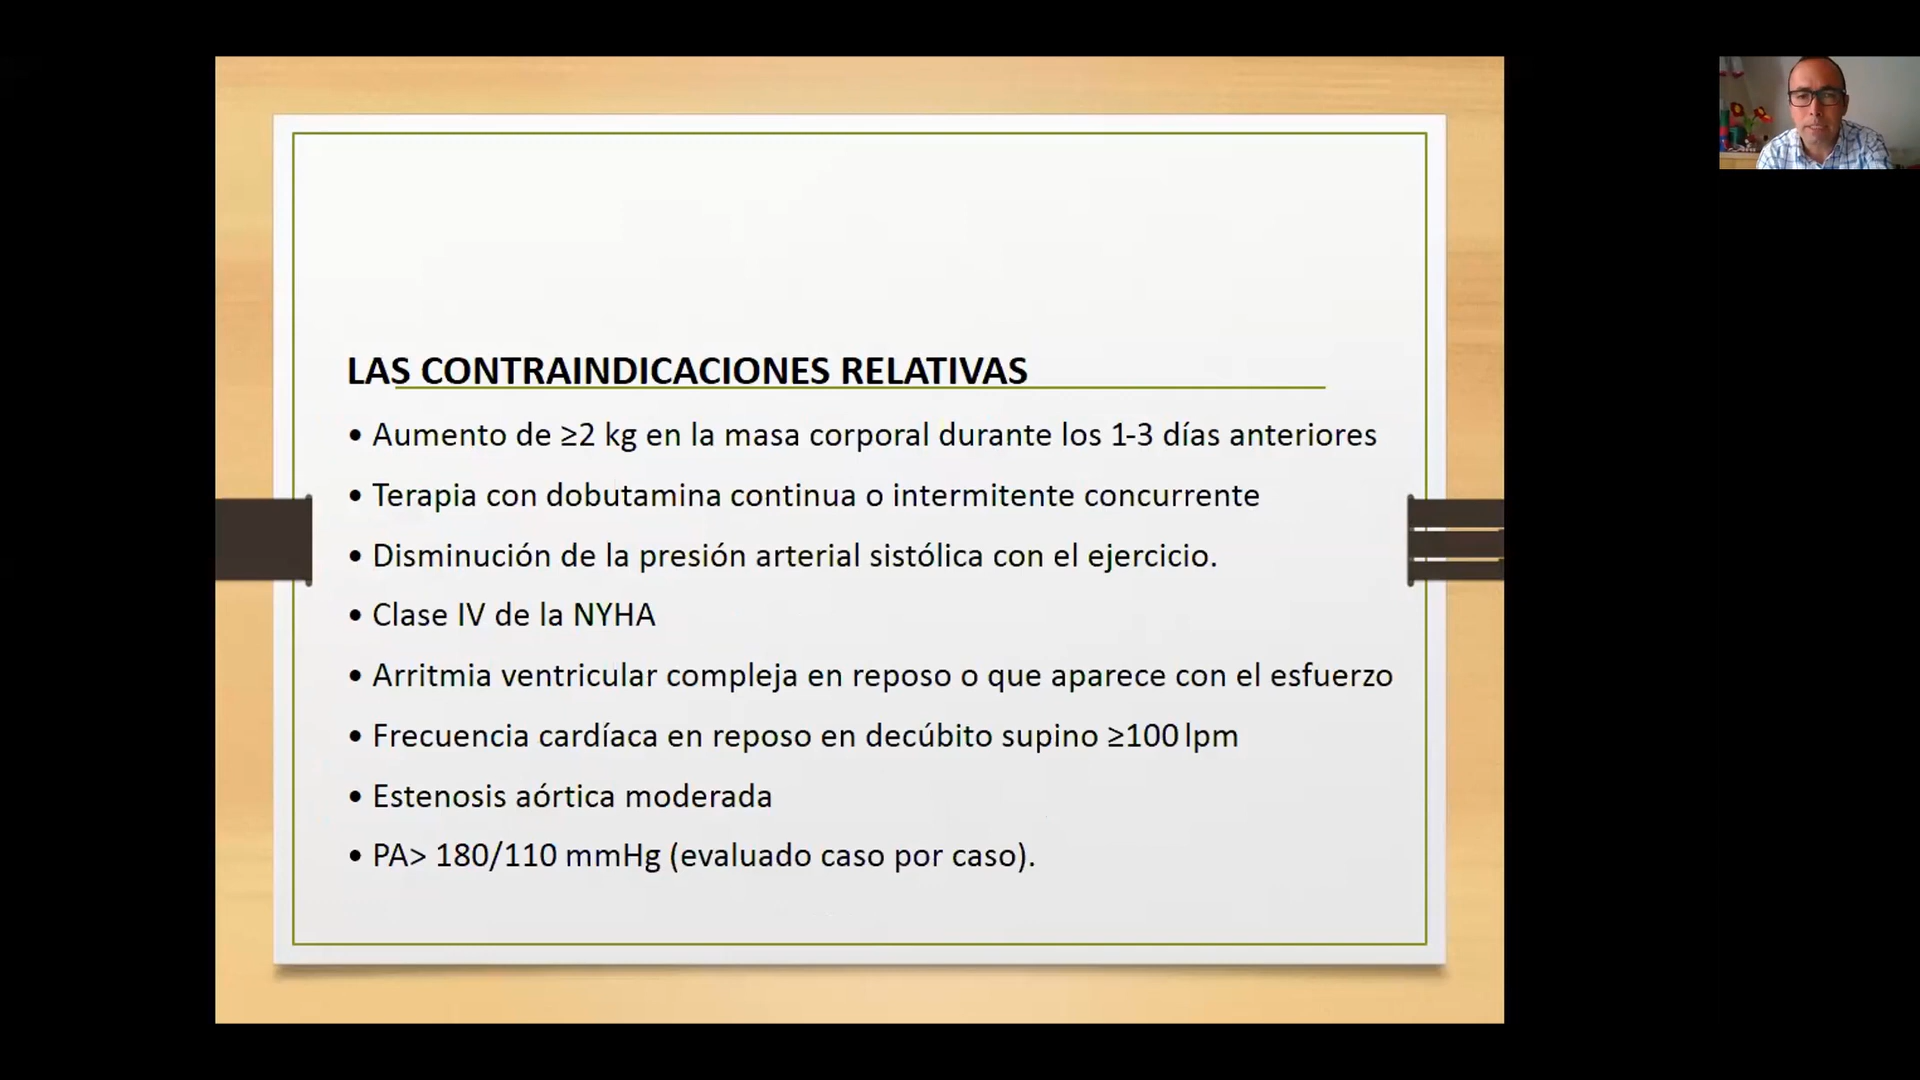 LAS CONTRAINDICACIONES RELATIVAS
• Aumento de ≥2 kg en la masa corporal durante los 1-3 días anteriores
• Terapia con dobutamina continua o intermitente concurrente
• Disminución de la presión arterial sistólica con el ejercicio.
• Clase IV de la NYHA
• Arritmia ventricular compleja en reposo o que aparece con el esfuerzo
• Frecuencia cardíaca en reposo en decúbito supino ≥100 lpm
• Estenosis aórtica moderada
• PA> 180/110 mmHg (evaluado caso por caso).